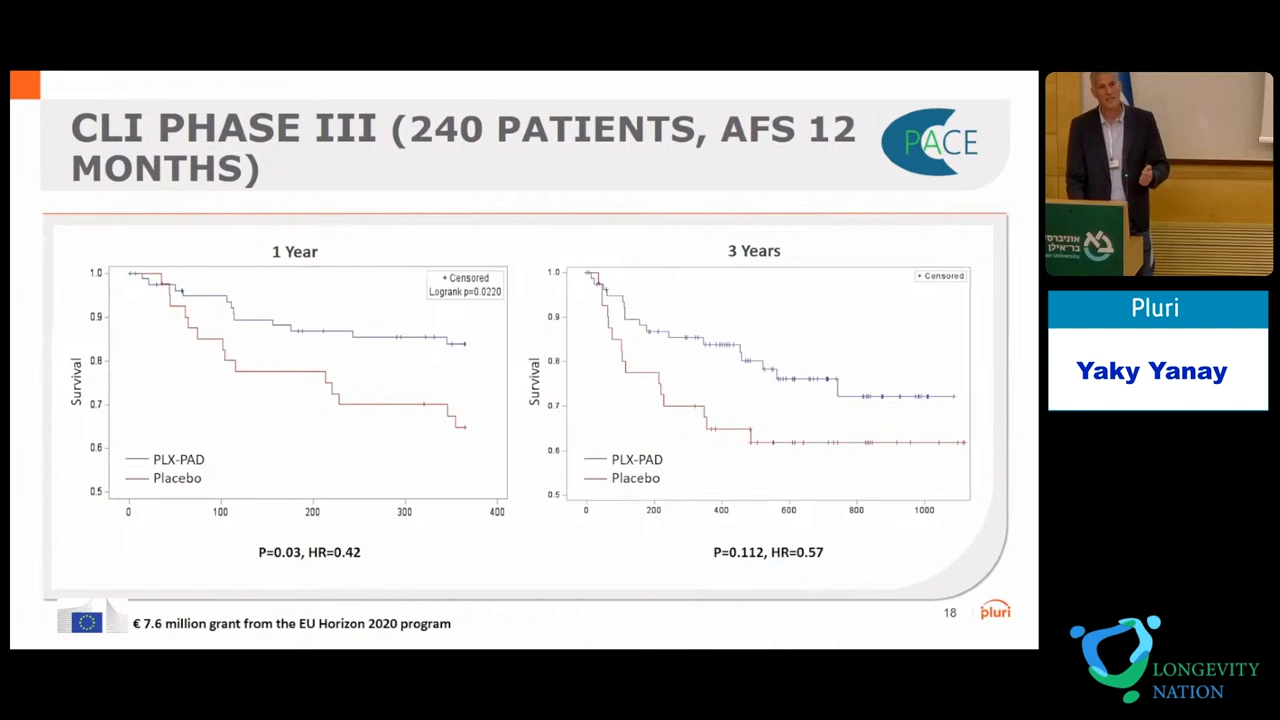 CLI PHASE III (240 PATIENTS, AFS 12
MONTHS)
PACE
1 Year
1.0
0.9
0.8
0.7
0.6
0.5
Survival
+ Censored
Logrank p=0.0220
PLX-PAD
Placebo
0
100
200
300
400
P=0.03, HR=0.42
3 Years
1.0
0.9
0.8
0.7
0.6
0.5
Survival
+ Censored
PLX-PAD
Placebo
0
200
400
600
800
1000
P=0.112, HR=0.57
€ 7.6 million grant from the EU Horizon 2020 program
18
pluri
אוניברסי
בר־אילן
University
Pluri
Yaky Yanay
LONGEVITY
NATION